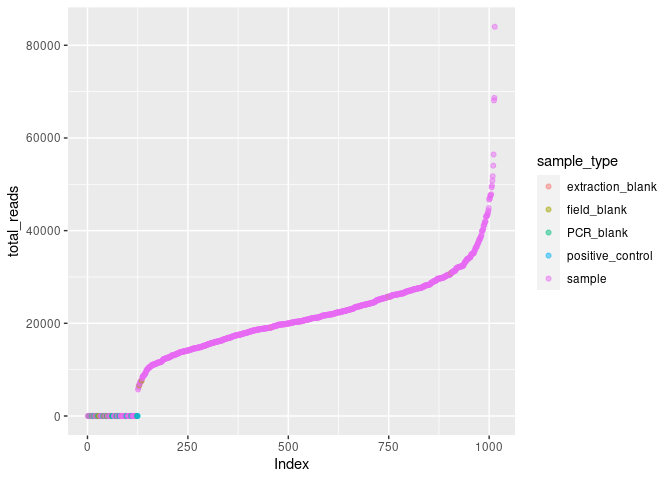 80000
60000
40000
20000
0
0 250 500 750 1000
Index
total_reads
sample_type
extraction_blank
field_blank
PCR_blank
positive_control
sample